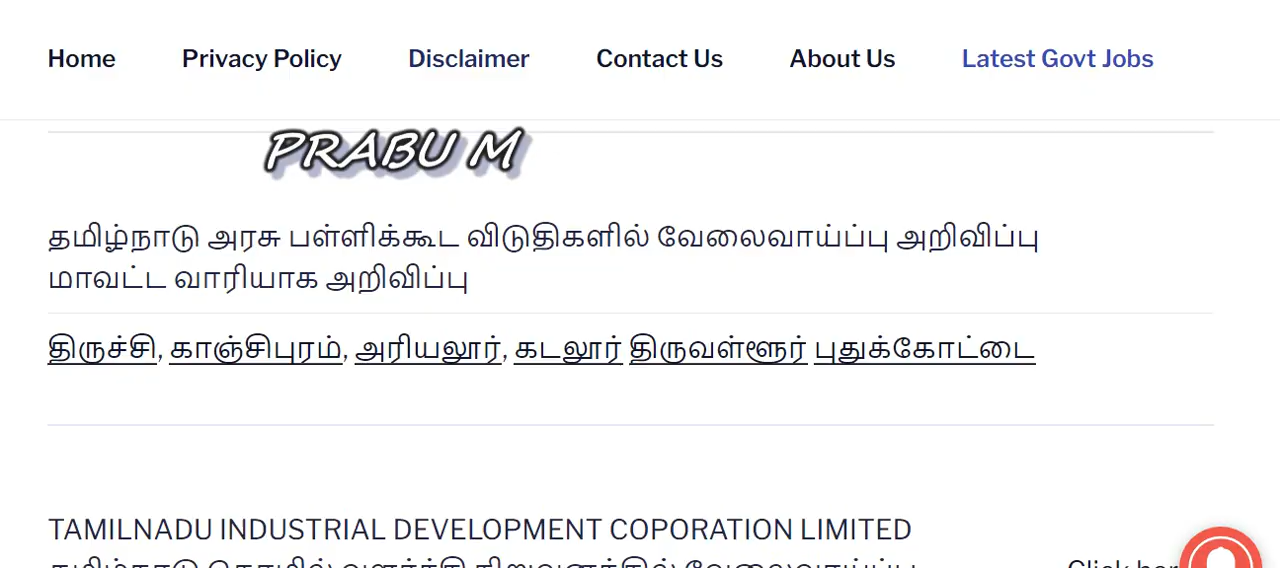 Home Privacy Policy Disclaimer Contact Us About Us Latest Govt Jobs
PRABU M
தமிழ்நாடு அரசு பள்ளிக்கூட விடுதிகளில் வேலைவாய்ப்பு அறிவிப்பு
மாவட்ட வாரியாக அறிவிப்பு
திருச்சி, காஞ்சிபுரம், அரியலூர், கடலூர் திருவள்ளூர் புதுக்கோட்டை
TAMILNADU INDUSTRIAL DEVELOPMENT COPORATION LIMITED